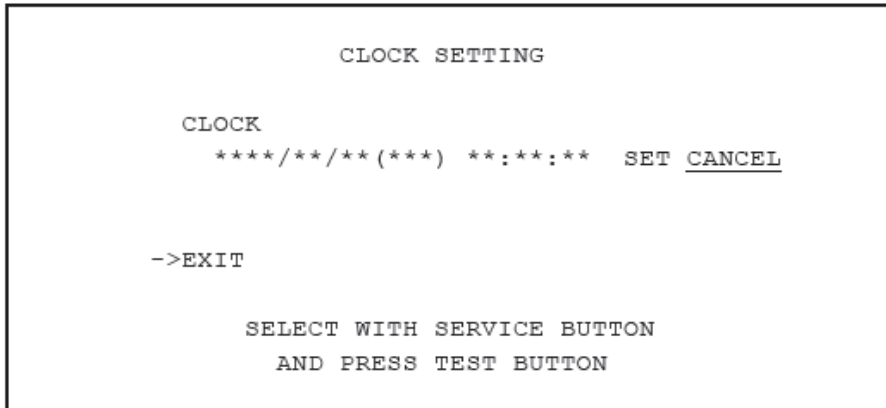 CLOCK SETTING
CLOCK
****/**/**(***) **:**:** SET CANCEL
->EXIT
SELECT WITH SERVICE BUTTON
AND PRESS TEST BUTTON